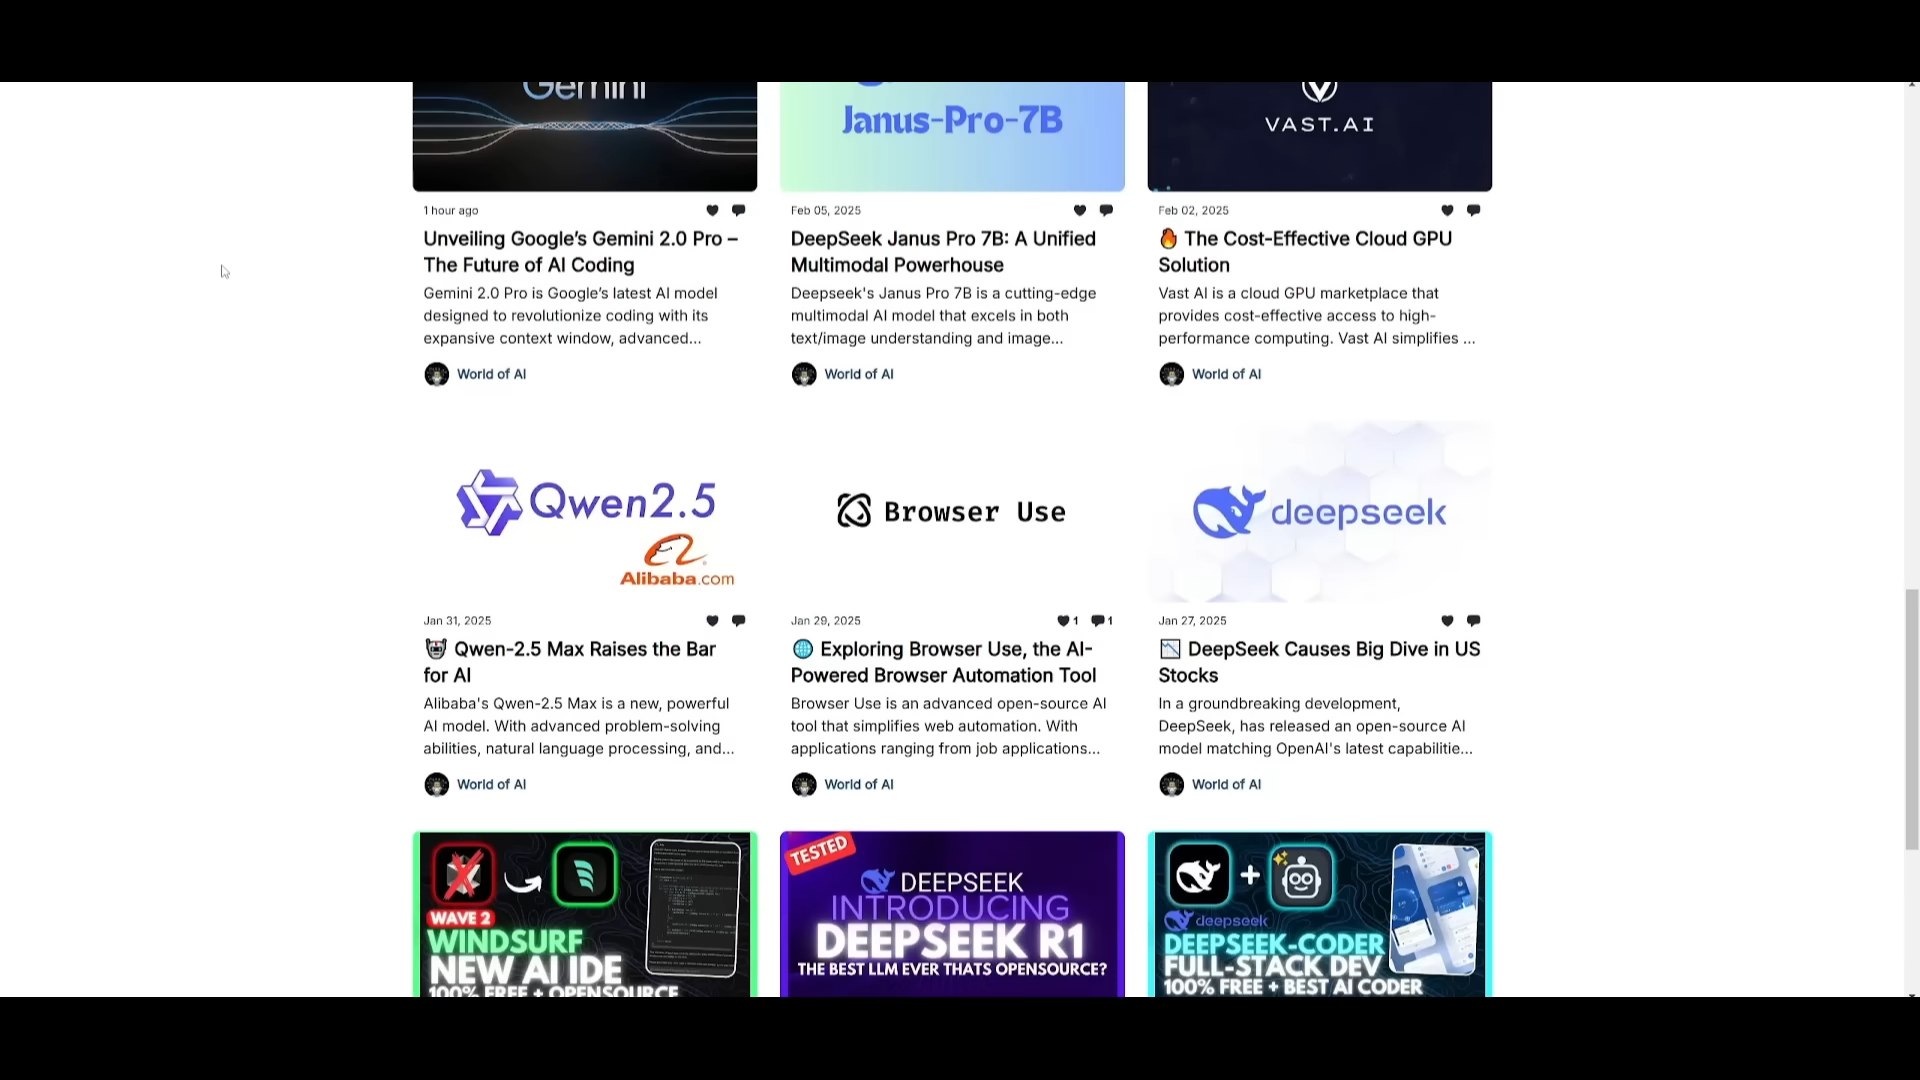 Gemini
Janus-Pro-7B
VAST.AI
1 hour ago
Unveiling Google’s Gemini 2.0 Pro –
The Future of AI Coding
Gemini 2.0 Pro is Google’s latest AI model
designed to revolutionize coding with its
expansive context window, advanced...
World of AI
Feb 05, 2025
DeepSeek Janus Pro 7B: A Unified
Multimodal Powerhouse
Deepseek's Janus Pro 7B is a cutting-edge
multimodal AI model that excels in both
text/image understanding and image...
World of AI
Feb 02, 2025
🔥 The Cost-Effective Cloud GPU
Solution
Vast AI is a cloud GPU marketplace that
provides cost-effective access to high-
performance computing. Vast AI simplifies ...
World of AI
Qwen2.5
Alibaba.com
Browser Use
deepseek
Jan 31, 2025
🤖 Qwen-2.5 Max Raises the Bar
for AI
Alibaba's Qwen-2.5 Max is a new, powerful
AI model. With advanced problem-solving
abilities, natural language processing, and...
World of AI
Jan 29, 2025
1
1
🌐 Exploring Browser Use, the AI-
Powered Browser Automation Tool
Browser Use is an advanced open-source AI
tool that simplifies web automation. With
applications ranging from job applications...
World of AI
Jan 27, 2025
📉 DeepSeek Causes Big Dive in US
Stocks
In a groundbreaking development,
DeepSeek, has released an open-source AI
model matching OpenAI's latest capabilitie...
World of AI
WAVE 2
WINDSURF
NEW AI IDE
100% FREE + OPENSOURCE
TESTED
DEEPSEEK
INTRODUCING
DEEPSEEK R1
THE BEST LLM EVER THATS OPENSOURCE?
+
deepseek
DEEPSEEK-CODER
FULL-STACK DEV
100% FREE + BEST AI CODER